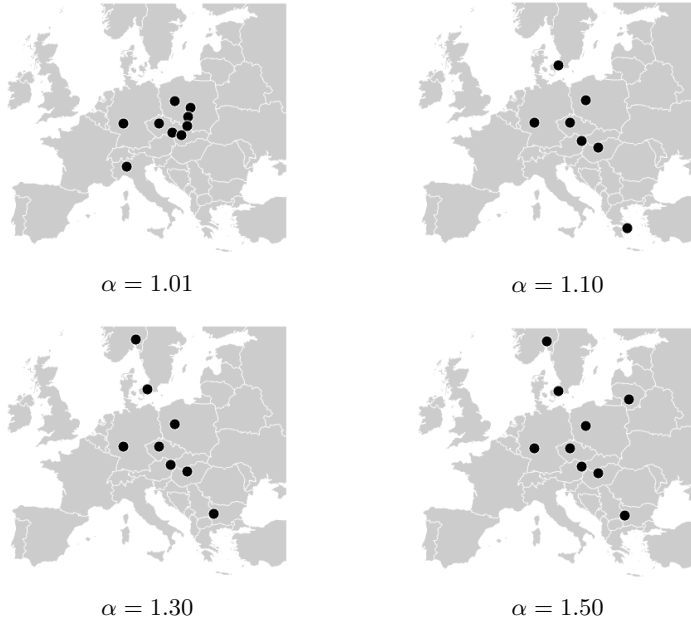 α = 1.01
α = 1.10
α = 1.30
α = 1.50